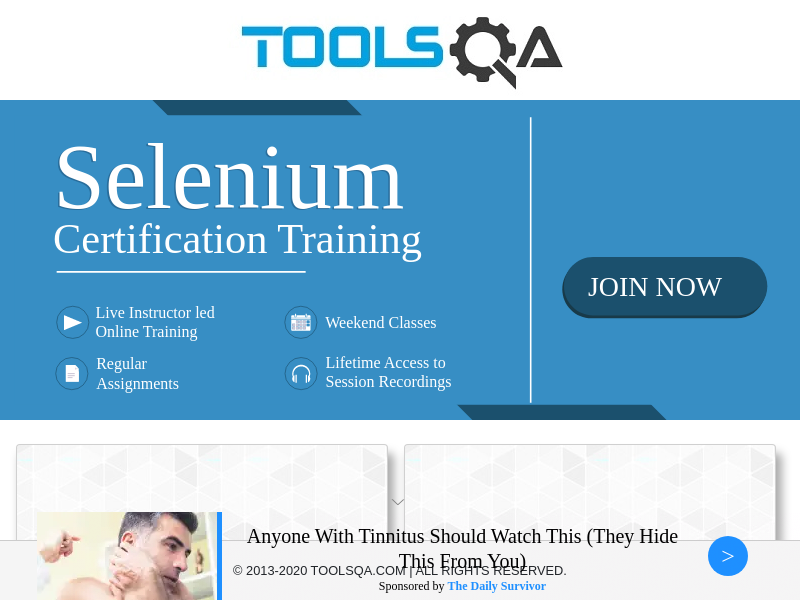 TOOLSQA
Selenium
Certification Training
Live Instructor led
Online Training
Weekend Classes
Regular
Assignments
Lifetime Access to
Session Recordings
JOIN NOW
Anyone With Tinnitus Should Watch This (They Hide
This From You)
© 2013-2020 TOOLSQA.COM | ALL RIGHTS RESERVED.
Sponsored by The Daily Survivor
>